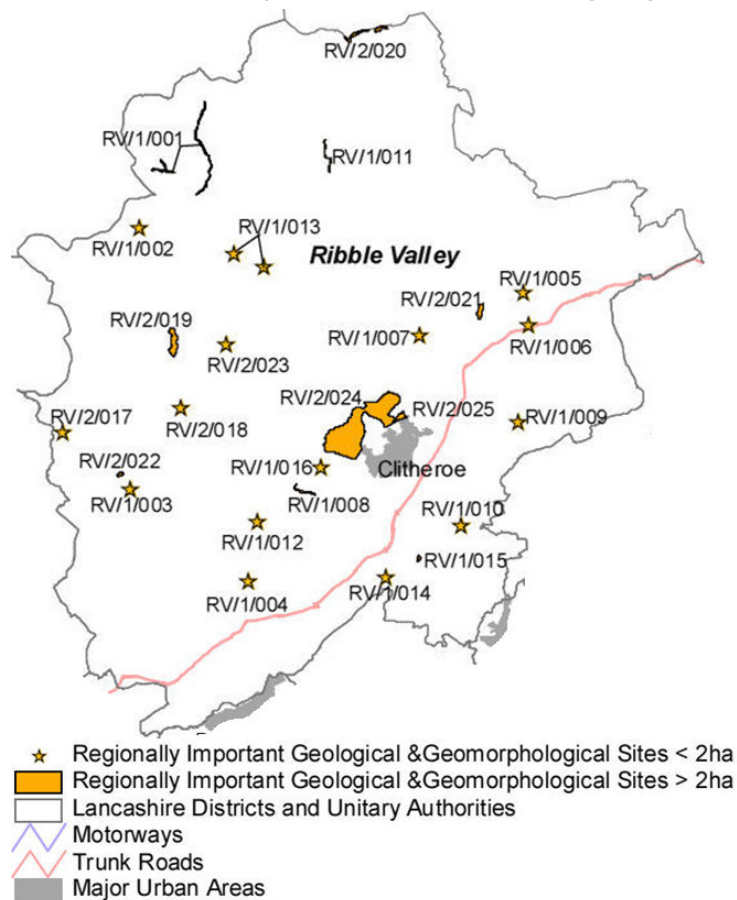 RV/2/020
RV/1/001
RV/1/011
RV/1/013
RV/1/002
Ribble Valley
RV/1/005
RV/2/021
RV/2/019
RV/1/007
RV/1/006
RV/2/023
RV/2/024
RV/2/025
RV/2/017
RV/2/018
RV/1/009
RV/2/022
RV/1/016
Clitheroe
RV/1/003
RV/1/008
RV/1/010
RV/1/012
RV/1/015
RV/1/014
RV/1/004
Regionally Important Geological &Geomorphological Sites < 2ha
Regionally Important Geological &Geomorphological Sites > 2ha
Lancashire Districts and Unitary Authorities
Motorways
Trunk Roads
Major Urban Areas